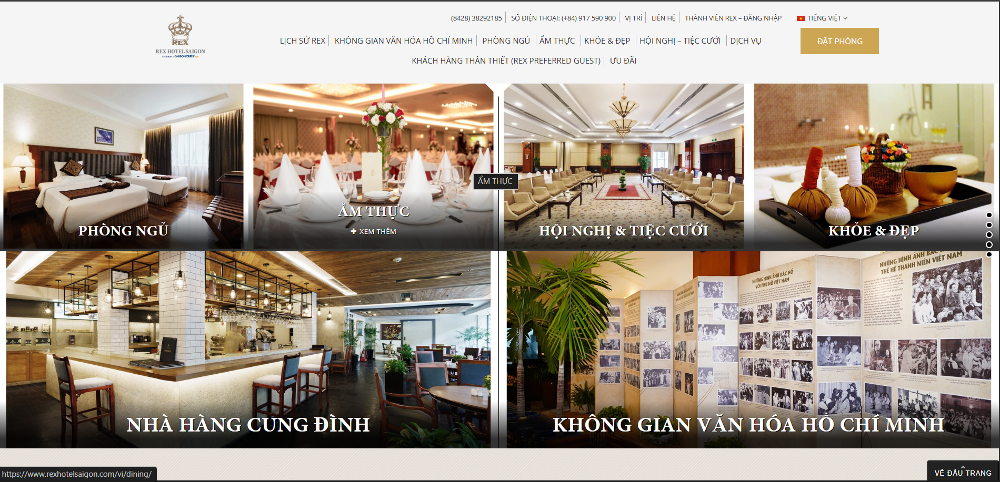 (8428) 38292185 SỐ ĐIỆN THOẠI: (+84) 917 590 900 VỊ TRÍ LIÊN HỆ THÀNH VIÊN REX – ĐĂNG NHẬP TIẾNG VIỆT
REX
REX HOTEL SAIGON
LỊCH SỬ REX KHÔNG GIAN VĂN HÓA HỒ CHÍ MINH PHÒNG NGỦ ẨM THỰC KHỎE & ĐẸP HỘI NGHỊ – TIỆC CƯỚI DỊCH VỤ
ĐẶT PHÒNG
KHÁCH HÀNG THÂN THIẾT (REX PREFERRED GUEST) ƯU ĐÃI
ẨM THỰC
PHÒNG NGỦ
ẨM THỰC
XEM THÊM
HỘI NGHỊ & TIỆC CƯỚI
KHỎE & ĐẸP
NHỮNG HÌNH ẢNH BÁC HỒ
VỚI PHỤ NỮ VIỆT NAM
NHỮNG HÌNH ẢNH BÁC
THẾ HỆ THANH NIÊN VIỆT NAM
NHÀ HÀNG CUNG ĐÌNH
KHÔNG GIAN VĂN HÓA HỒ CHÍ MINH
https://www.rexhotelsaigon.com/vi/dining/
VỀ ĐẦU TRANG